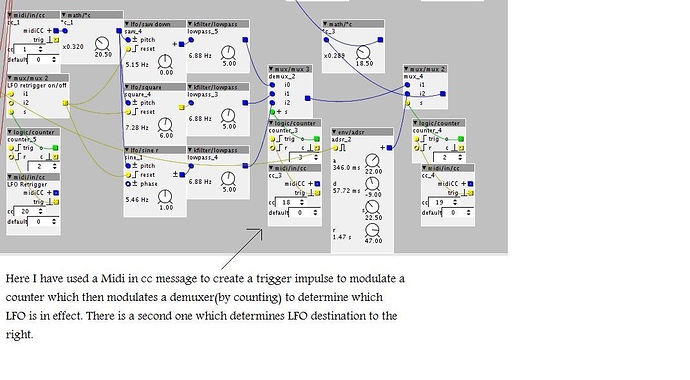 midi/in/cc
cc_1
midiCC
trig
cc 1
default 0
math/*c
*c_1
x0.320
20.50
lfo/saw down
saw_4
pitch
reset
5.15 Hz
0.00
kfilter/lowpass
lowpass_5
6.88 Hz
5.00
math/*c
*c_3
x0.289
18.50
mux/mux 2
LFO retrigger on/off
i1
i2
s
lfo/square
square_4
pitch
reset
7.28 Hz
6.00
kfilter/lowpass
lowpass_3
6.88 Hz
5.00
mux/mux 3
demux_2
i0
i1
i2
s
mux/mux 2
mux_4
i1
i2
s
logic/counter
counter_5
trig o
r c
2
lfo/sine r
sine_1
pitch
reset
phase
5.46 Hz
1.00
kfilter/lowpass
lowpass_4
6.88 Hz
5.00
logic/counter
counter_3
trig o
r c
3
env/adsr
adsr_2
a
346.0 ms
22.00
d
57.72 ms
-9.00
s
22.50
r
1.47 s
47.00
logic/counter
counter_4
trig o
r c
2
midi/in/cc
LFO Retrigger
midiCC
trig
cc 20
default 0
midi/in/cc
cc_3
midiCC
trig
cc 18
default 0
midi/in/cc
cc_4
midiCC
trig
cc 19
default 0
Here I have used a Midi in cc message to create a trigger impulse to modulate a
counter which then modulates a demuxer(by counting) to determine which
LFO is in effect. There is a second one which determines LFO destination to the
right.